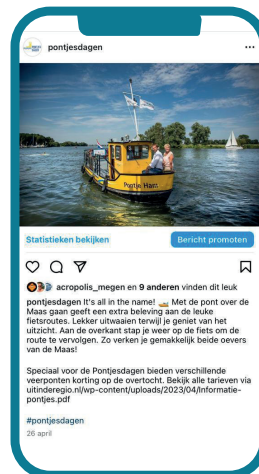 pontjesdagen
Pontje Ham
Statistieken bekijken
Bericht promoten
acropolis_megen en 9 anderen vinden dit leuk
pontjesdagen It's all in the name! 🚤 Met de pont over de
Maas gaan geeft een extra beleving aan de leuke
fietsroutes. Lekker uitwaaien terwijl je geniet van het
uitzicht. Aan de overkant stap je weer op de fiets om de
route te vervolgen. Zo verken je gemakkelijk beide oevers
van de Maas!
Speciaal voor de Pontjesdagen bieden verschillende
veerponten korting op de overtocht. Bekijk alle tarieven via
uitinderegio.nl/wp-content/uploads/2023/04/Informatie-
pontjes.pdf
#pontjesdagen
26 april